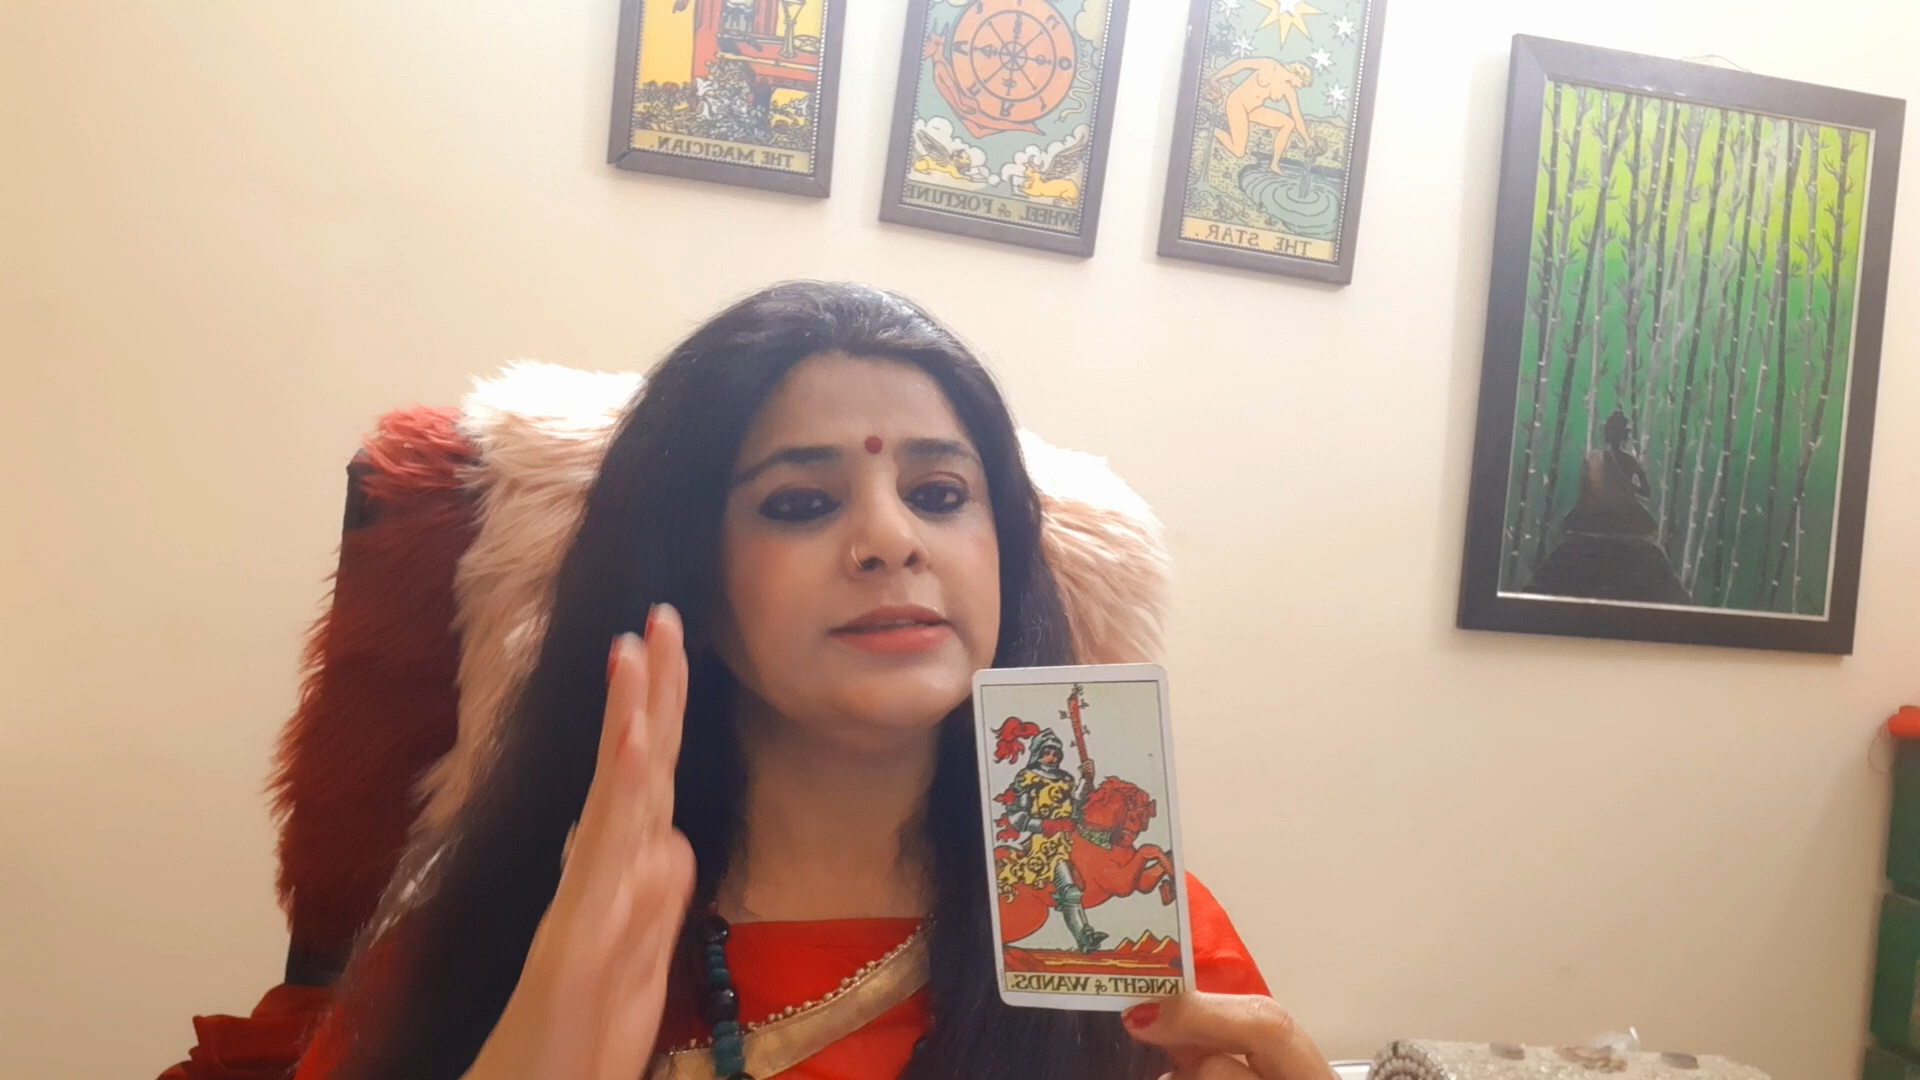 THE MAGICIAN.
WHEEL of FORTUNE
THE STAR.
KNIGHT of WANDS.